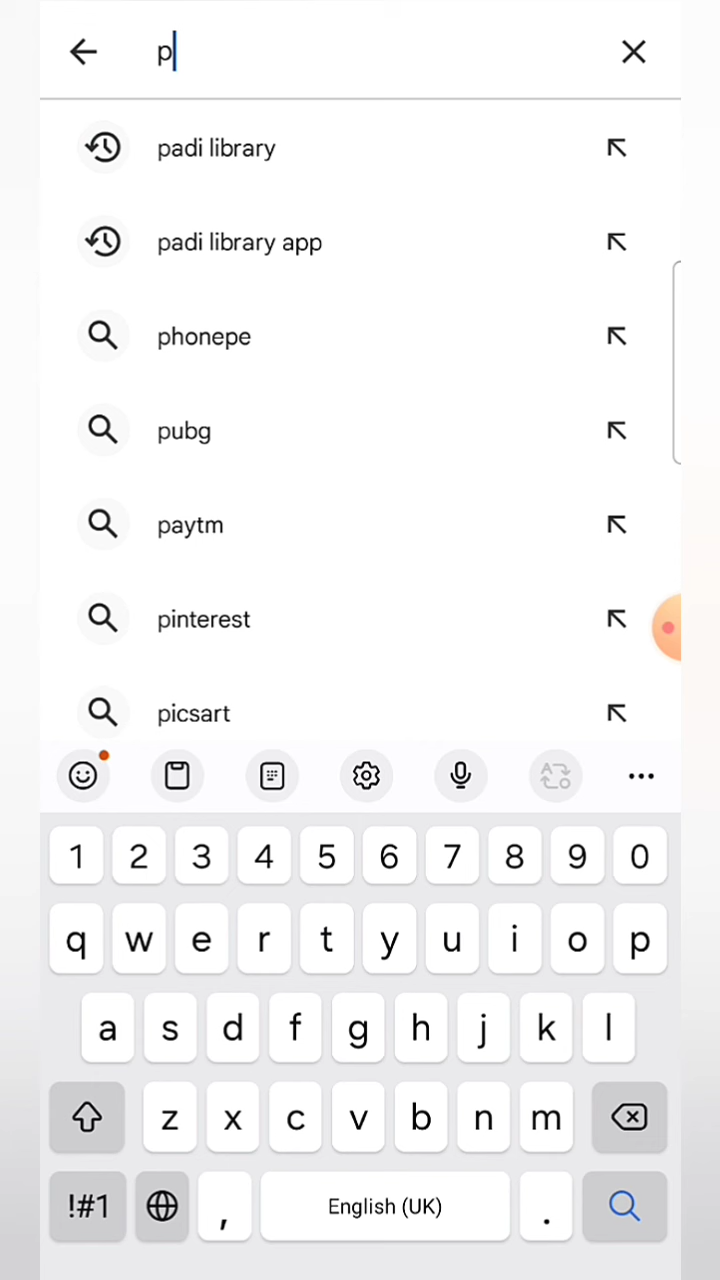 p
padi library
padi library app
phonepe
pubg
paytm
pinterest
picsart
1 2 3 4 5 6 7 8 9 0
q w e r t y u i o p
a s d f g h j k l
z x c v b n m
!#1 , English (UK) .